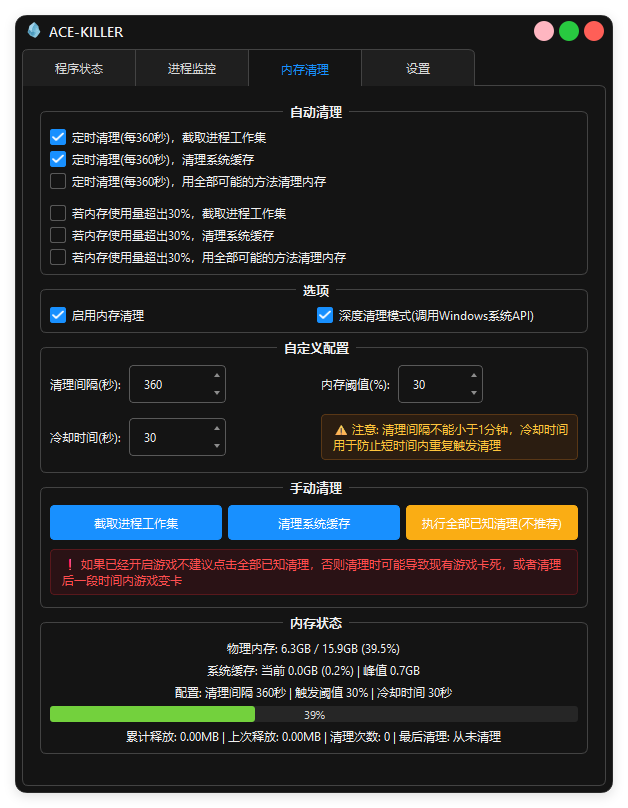 ACE-KILLER
程序状态 进程监控 内存清理 设置
自动清理
定时清理(每360秒)，截取进程工作集
定时清理(每360秒)，清理系统缓存
定时清理(每360秒)，用全部可能的方法清理内存
若内存使用量超出30%，截取进程工作集
若内存使用量超出30%，清理系统缓存
若内存使用量超出30%，用全部可能的方法清理内存
选项
启用内存清理 深度清理模式(调用Windows系统API)
自定义配置
清理间隔(秒): 360 内存阈值(%): 30
冷却时间(秒): 30
⚠️ 注意: 清理间隔不能小于1分钟，冷却时间
用于防止短时间内重复触发清理
手动清理
截取进程工作集 清理系统缓存 执行全部已知清理(不推荐)
❗ 如果已经开启游戏不建议点击全部已知清理，否则清理时可能导致现有游戏卡死，或者清理
后一段时间内游戏变卡
内存状态
物理内存: 6.3GB / 15.9GB (39.5%)
系统缓存: 当前 0.0GB (0.2%) | 峰值 0.7GB
配置: 清理间隔 360秒 | 触发阈值 30% | 冷却时间 30秒
39%
累计释放: 0.00MB | 上次释放: 0.00MB | 清理次数: 0 | 最后清理: 从未清理